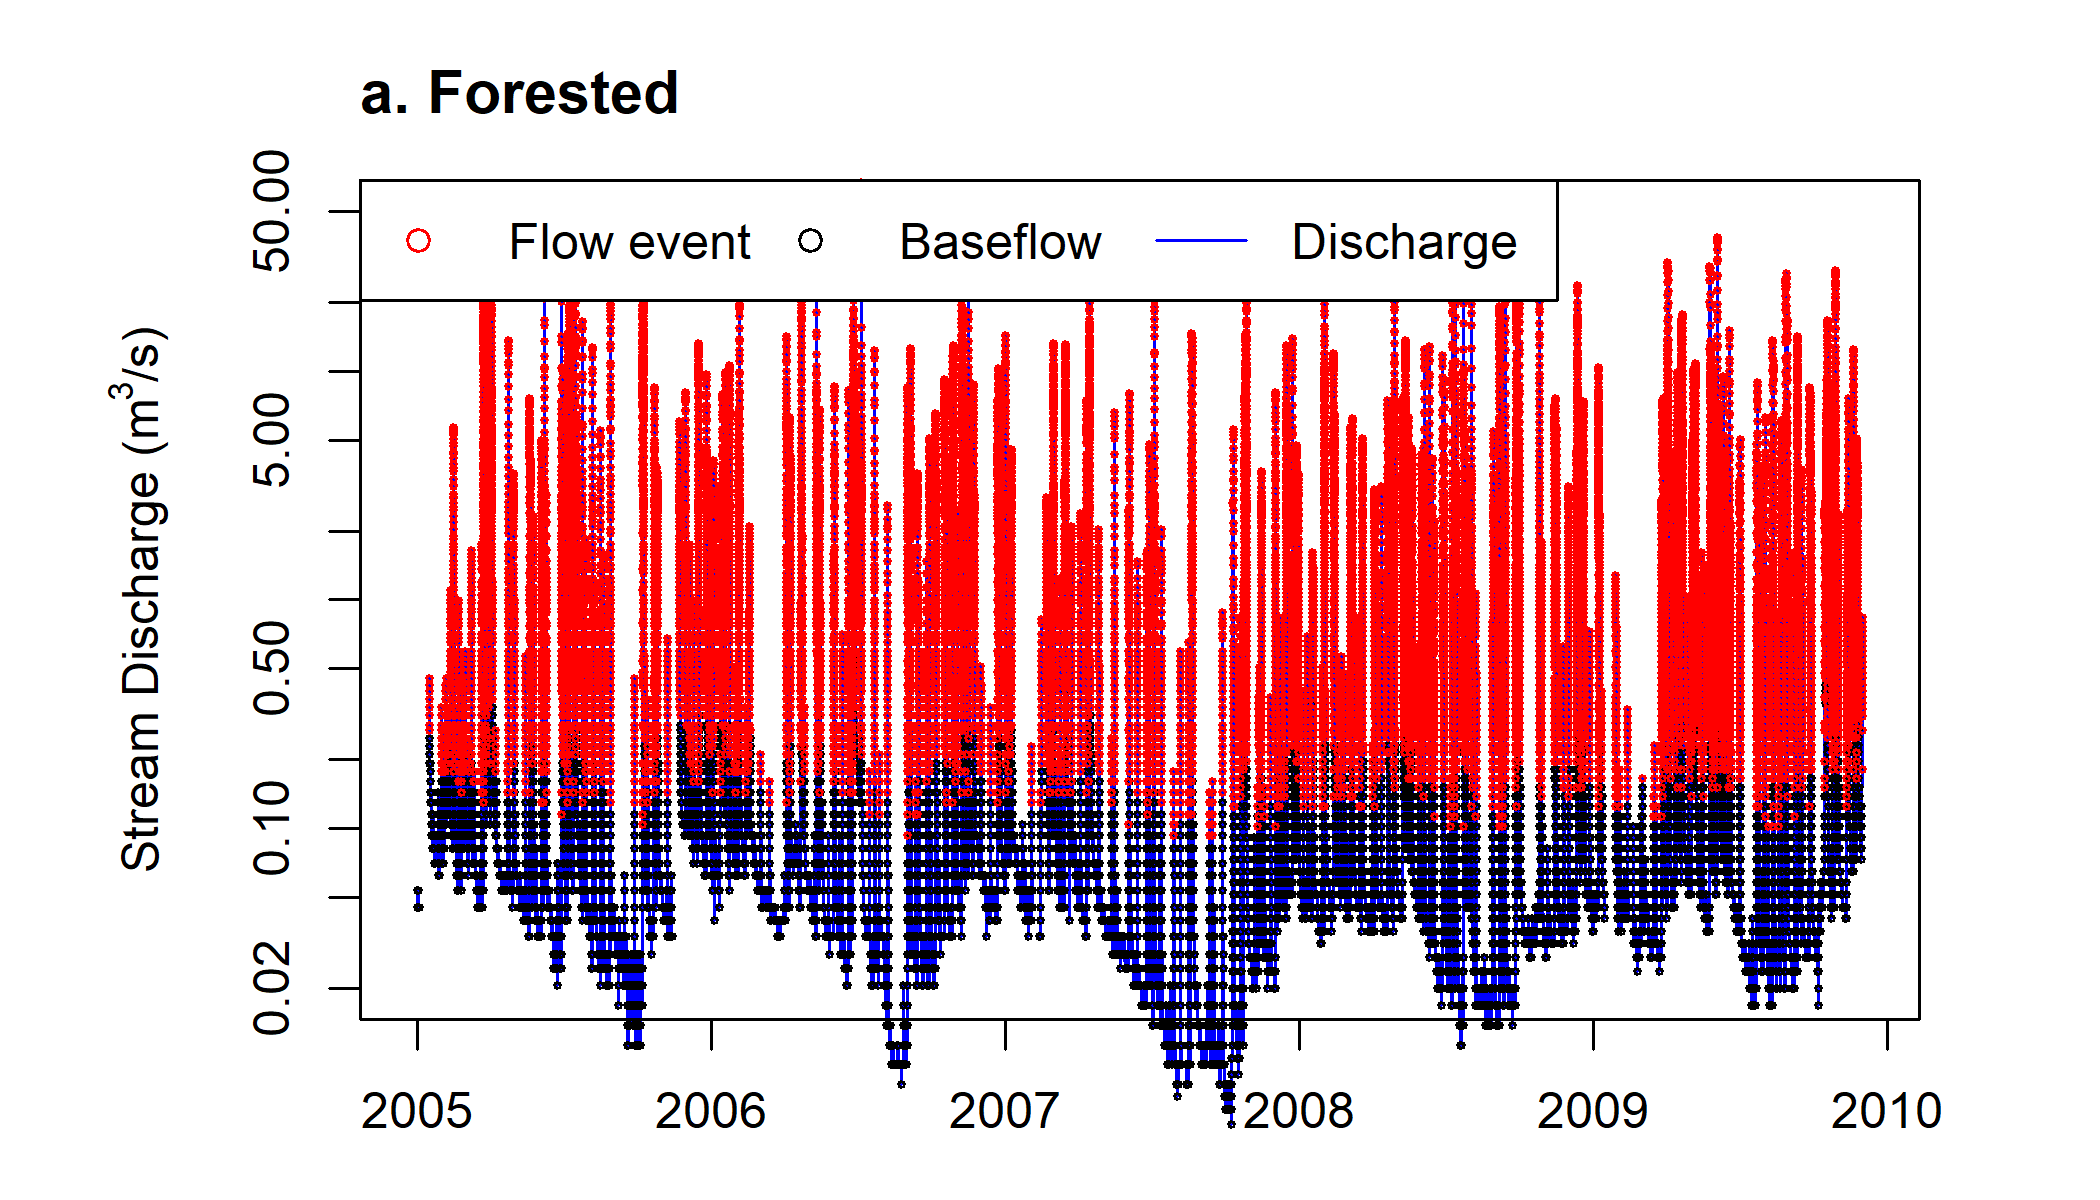 a. Forested
Flow event Baseflow Discharge
Stream Discharge (m³/s)
50.00
5.00
0.50
0.10
0.02
2005 2006 2007 2008 2009 2010